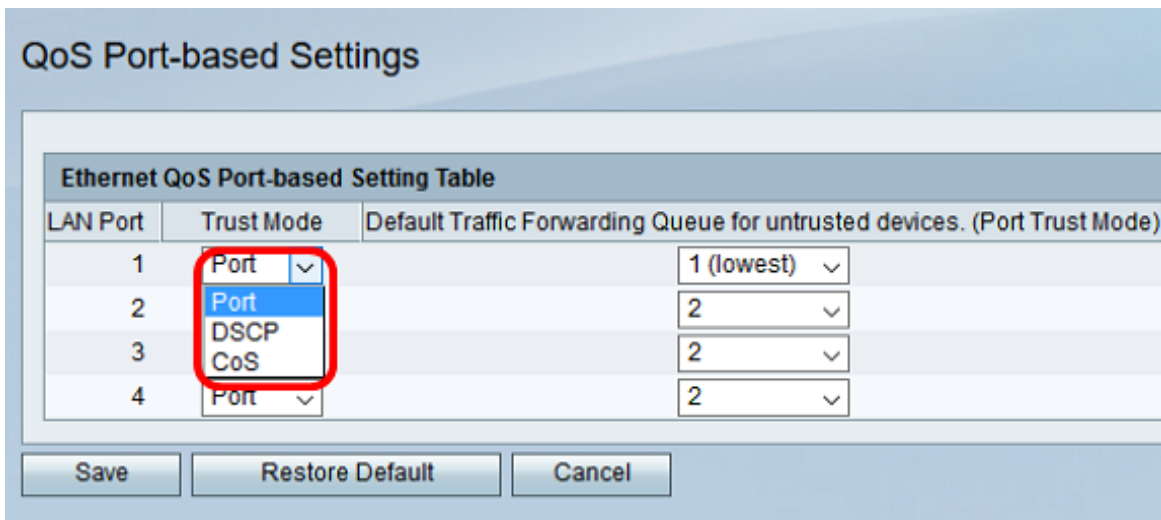 QoS Port-based Settings
Ethernet QoS Port-based Setting Table
LAN Port Trust Mode Default Traffic Forwarding Queue for untrusted devices. (Port Trust Mode)
1 Port 1 (lowest)
Port
2 2
DSCP
3 2
CoS
4 Port 2
Save Restore Default Cancel